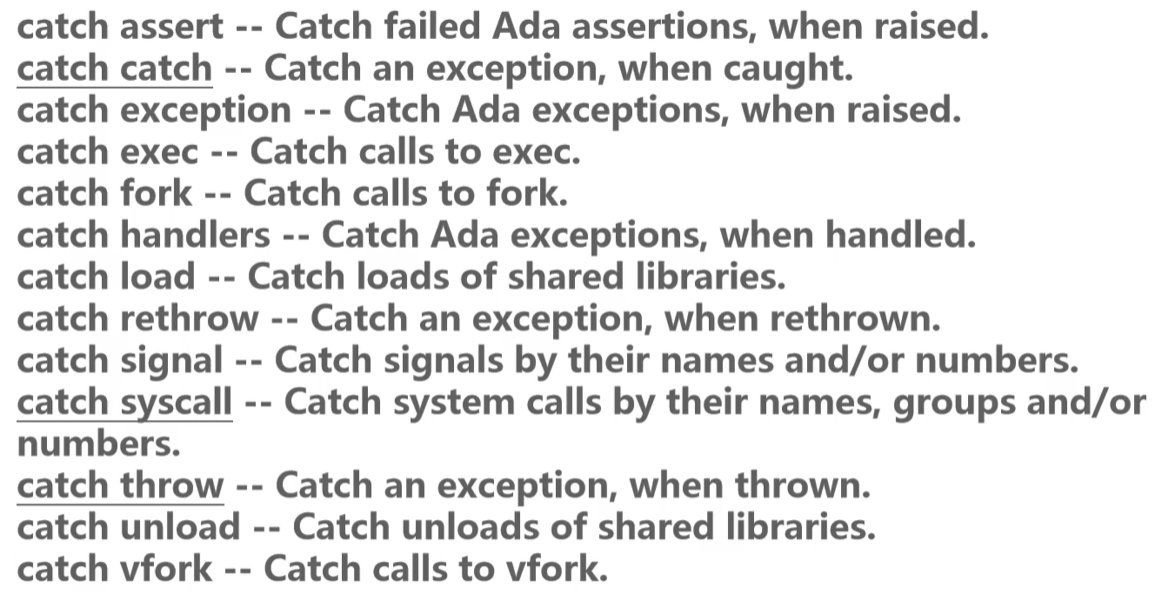 catch assert -- Catch failed Ada assertions, when raised.
catch catch -- Catch an exception, when caught.
catch exception -- Catch Ada exceptions, when raised.
catch exec -- Catch calls to exec.
catch fork -- Catch calls to fork.
catch handlers -- Catch Ada exceptions, when handled.
catch load -- Catch loads of shared libraries.
catch rethrow -- Catch an exception, when rethrown.
catch signal -- Catch signals by their names and/or numbers.
catch syscall -- Catch system calls by their names, groups and/or
numbers.
catch throw -- Catch an exception, when thrown.
catch unload -- Catch unloads of shared libraries.
catch vfork -- Catch calls to vfork.